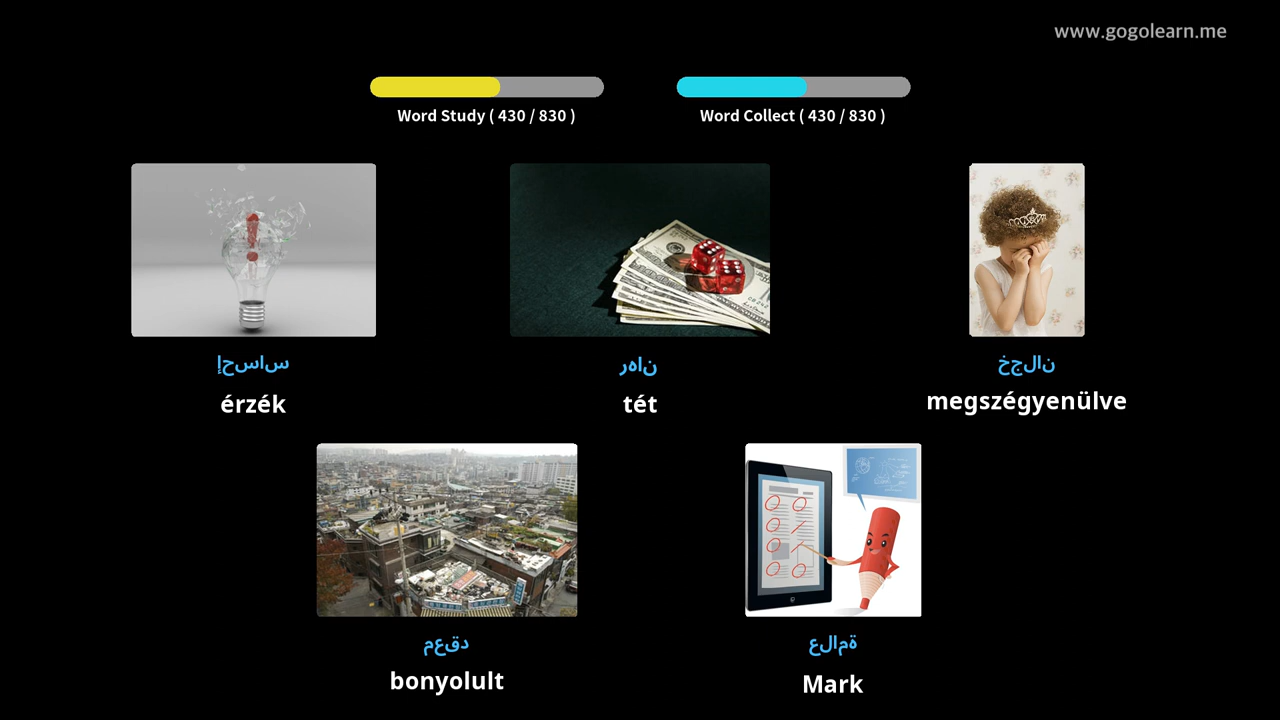 www.gogolearn.me
Word Study ( 430 / 830 )
Word Collect ( 430 / 830 )
إحساس
رهان
خجلان
érzék
tét
megszégyenülve
معقد
علامة
bonyolult
Mark